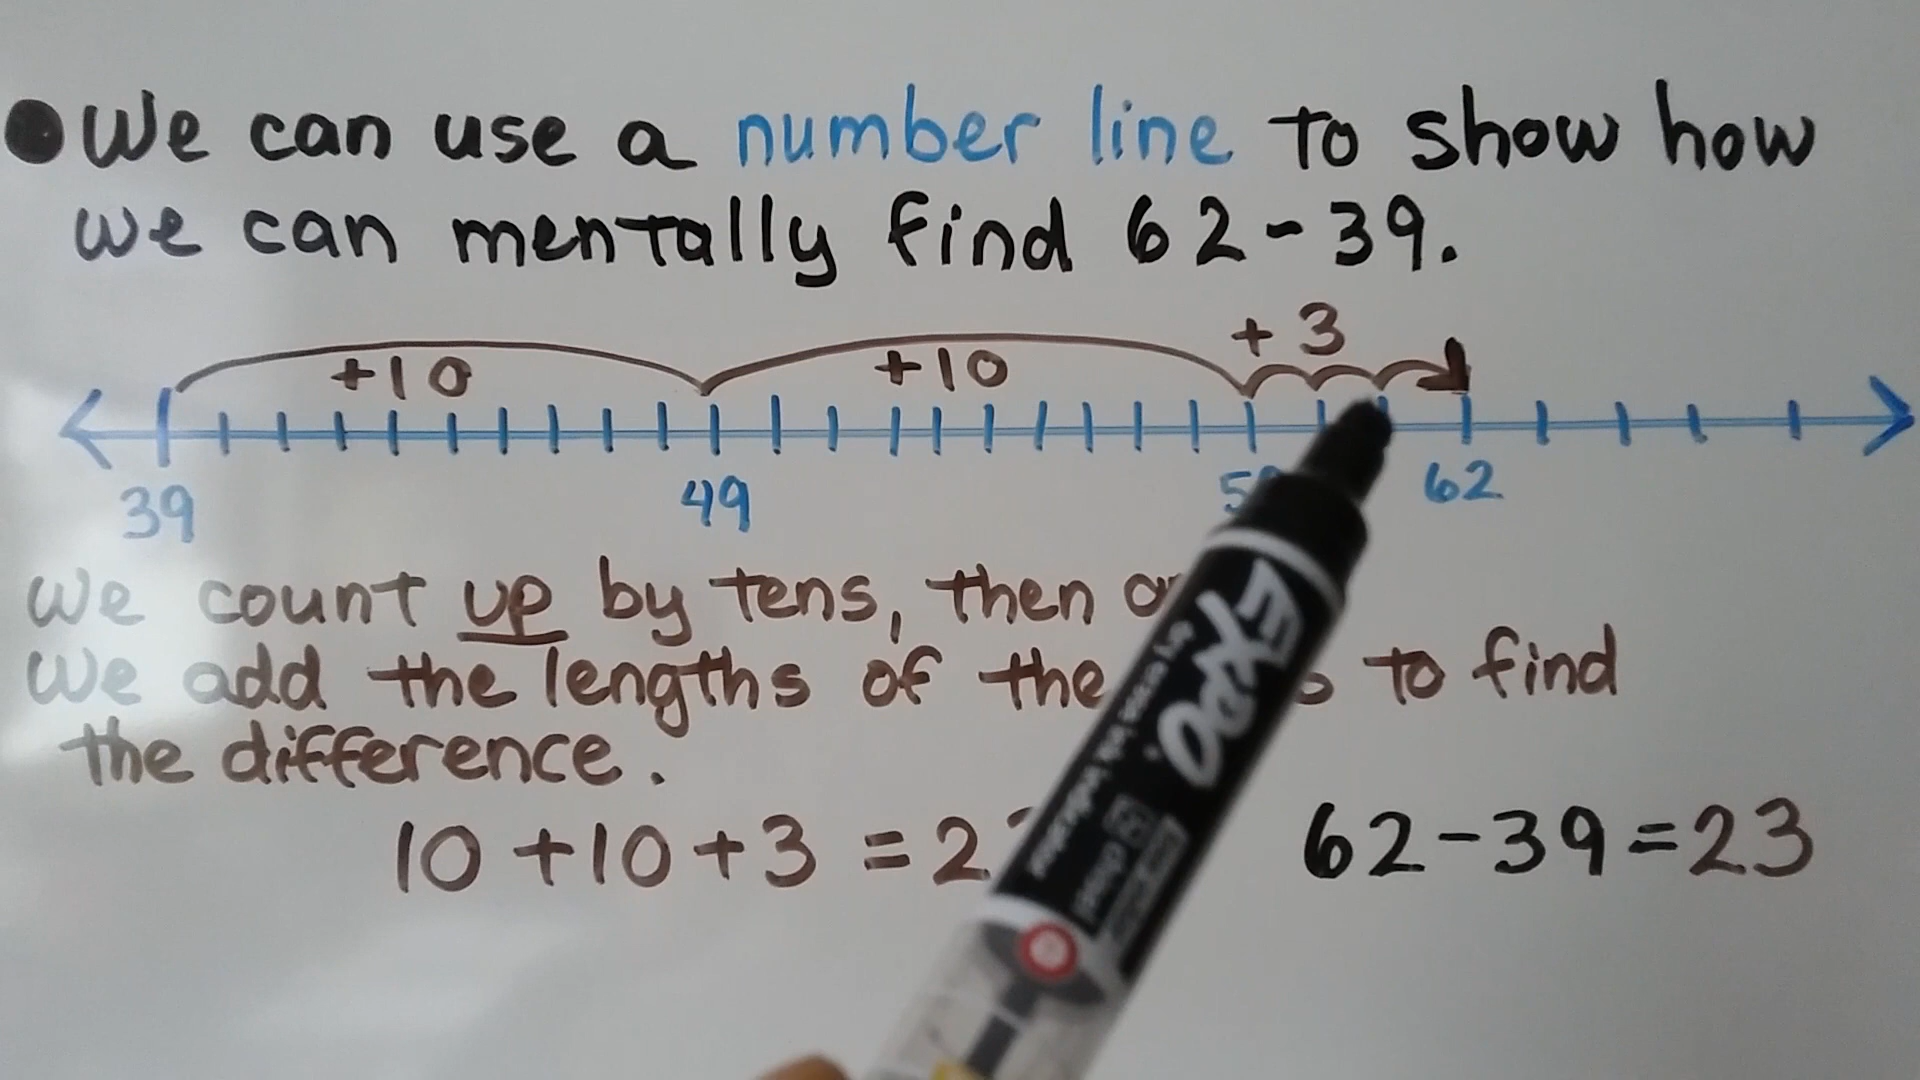 We can use a number line to show how
we can mentally find 62-39.
+10 +10 +3
39 49 62
We count up by tens, then
We add the lengths of the to find
the difference.
10+10+3=2 62-39=23
EXPO